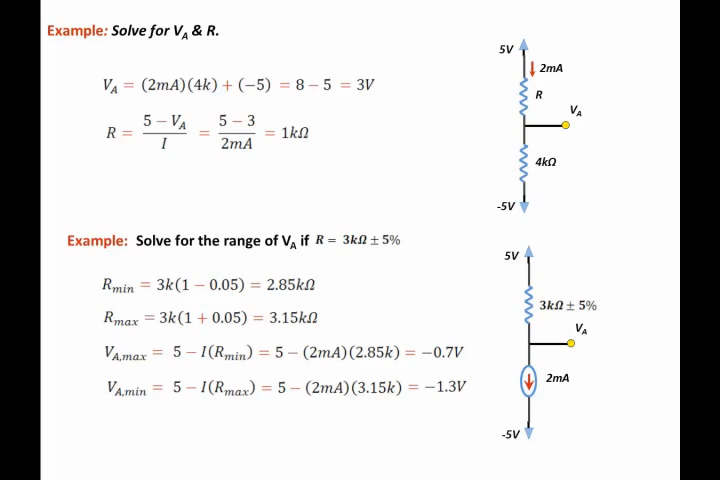 Example: Solve for V_A & R.
V_A = (2mA)(4k) + (−5) = 8 − 5 = 3V
R = (5 − V_A)/I = (5 − 3)/2mA = 1kΩ
5V
2mA
R
V_A
4kΩ
-5V
Example: Solve for the range of V_A if R = 3kΩ ± 5%
R_min = 3k(1 − 0.05) = 2.85kΩ
R_max = 3k(1 + 0.05) = 3.15kΩ
V_A,max = 5 − I(R_min) = 5 − (2mA)(2.85k) = −0.7V
V_A,min = 5 − I(R_max) = 5 − (2mA)(3.15k) = −1.3V
5V
3kΩ ± 5%
V_A
2mA
-5V